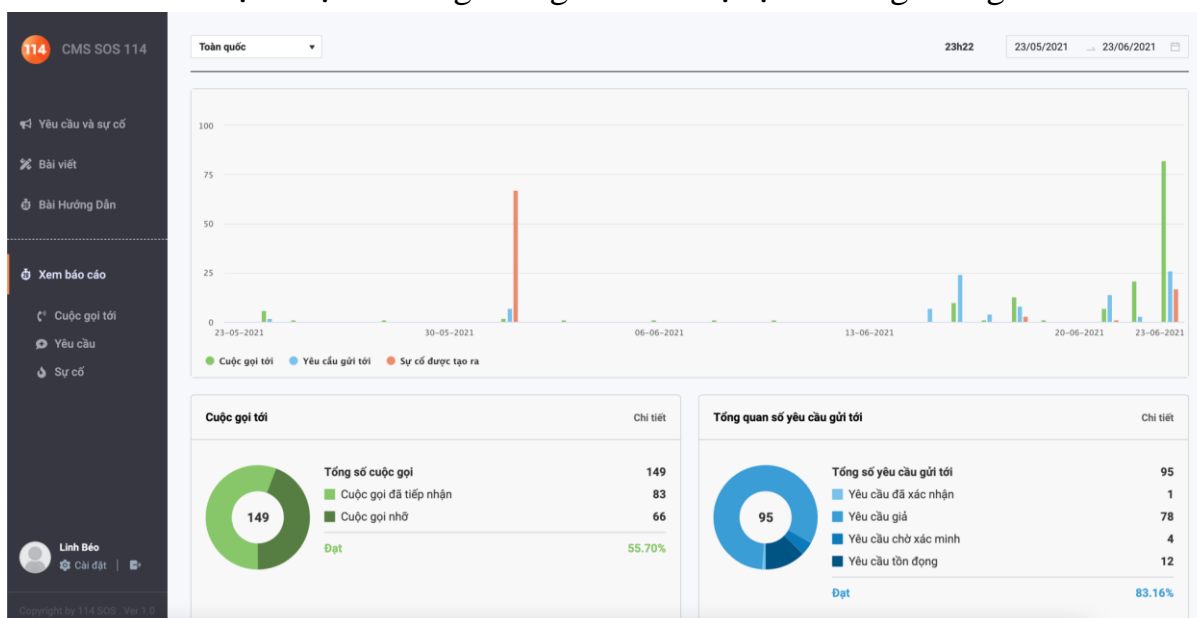 114 CMS SOS 114
Toàn quốc
23h22
23/05/2021 → 23/06/2021
Yêu cầu và sự cố
Bài viết
Bài Hướng Dẫn
Xem báo cáo
Cuộc gọi tới
Yêu cầu
Sự cố
100
75
50
25
0
23-05-2021 30-05-2021 06-06-2021 13-06-2021 20-06-2021 23-06-2021
Cuộc gọi tới Yêu cầu gửi tới Sự cố được tạo ra
Cuộc gọi tới Chi tiết
149
Tổng số cuộc gọi 149
Cuộc gọi đã tiếp nhận 83
Cuộc gọi nhỡ 66
Đạt 55.70%
Tổng quan số yêu cầu gửi tới Chi tiết
95
Tổng số yêu cầu gửi tới 95
Yêu cầu đã xác nhận 1
Yêu cầu giả 78
Yêu cầu chờ xác minh 4
Yêu cầu tồn đọng 12
Đạt 83.16%
Linh Béo
Cài đặt |
Copyright by 114 SOS . Ver 1.0